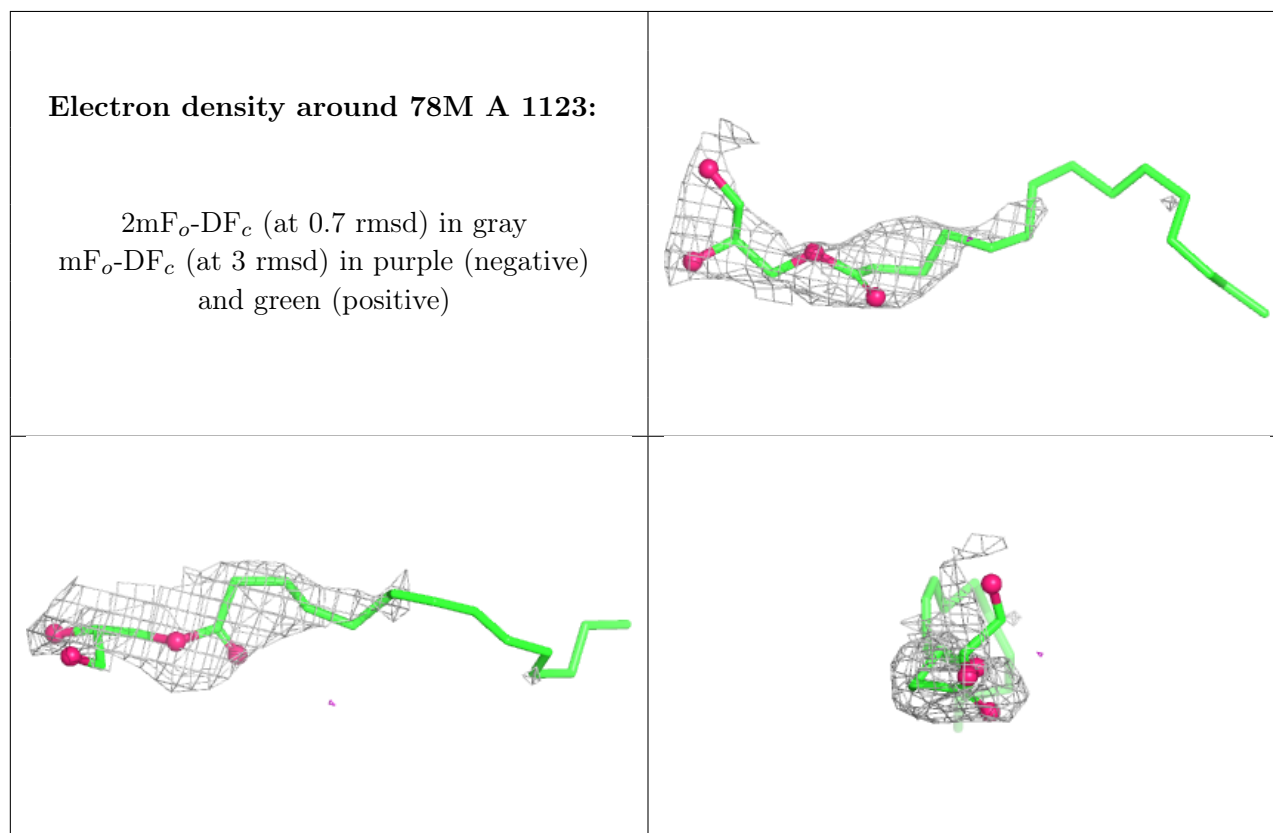 Electron density around 78M A 1123:
2mFo-DFc (at 0.7 rmsd) in gray
mFo-DFc (at 3 rmsd) in purple (negative)
and green (positive)